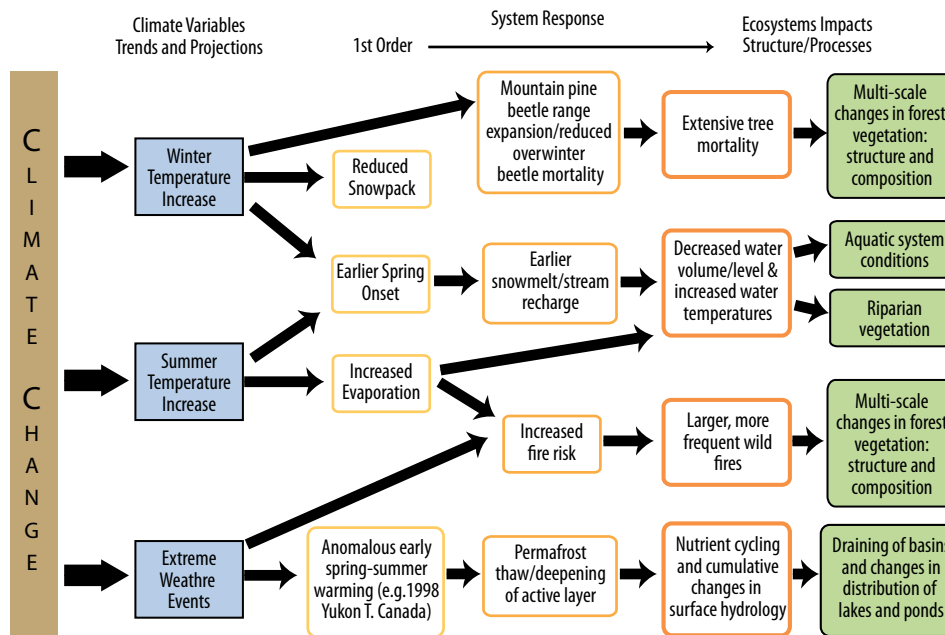 Climate Variables
Trends and Projections
System Response
1st Order
Ecosystems Impacts
Structure/Processes
CLIMATE CHANGE
Winter
Temperature
Increase
Reduced
Snowpack
Mountain pine
beetle range
expansion/reduced
overwinter
beetle mortality
Extensive tree
mortality
Multi-scale
changes in forest
vegetation:
structure and
composition
Earlier Spring
Onset
Earlier
snowmelt/stream
recharge
Decreased water
volume/level &
increased water
temperatures
Aquatic system
conditions
Riparian
vegetation
Summer
Temperature
Increase
Increased
Evaporation
Increased
fire risk
Larger, more
frequent wild
fires
Multi-scale
changes in forest
vegetation:
structure and
composition
Extreme
Weathre
Events
Anomalous early
spring-summer
warming (e.g.1998
Yukon T. Canada)
Permafrost
thaw/deepening
of active layer
Nutrient cycling
and cumulative
changes in
surface hydrology
Draining of basins
and changes in
distribution of
lakes and ponds